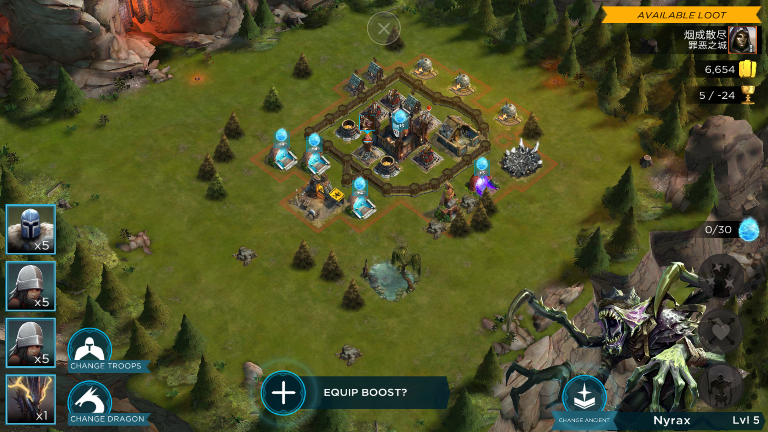 AVAILABLE LOOT
烟成散尽
罪恶之城
6,654
5 / -24
0/30
x5
x5
x5
x1
CHANGE TROOPS
CHANGE DRAGON
EQUIP BOOST?
CHANGE ANCIENT
Nyrax
Lvl 5